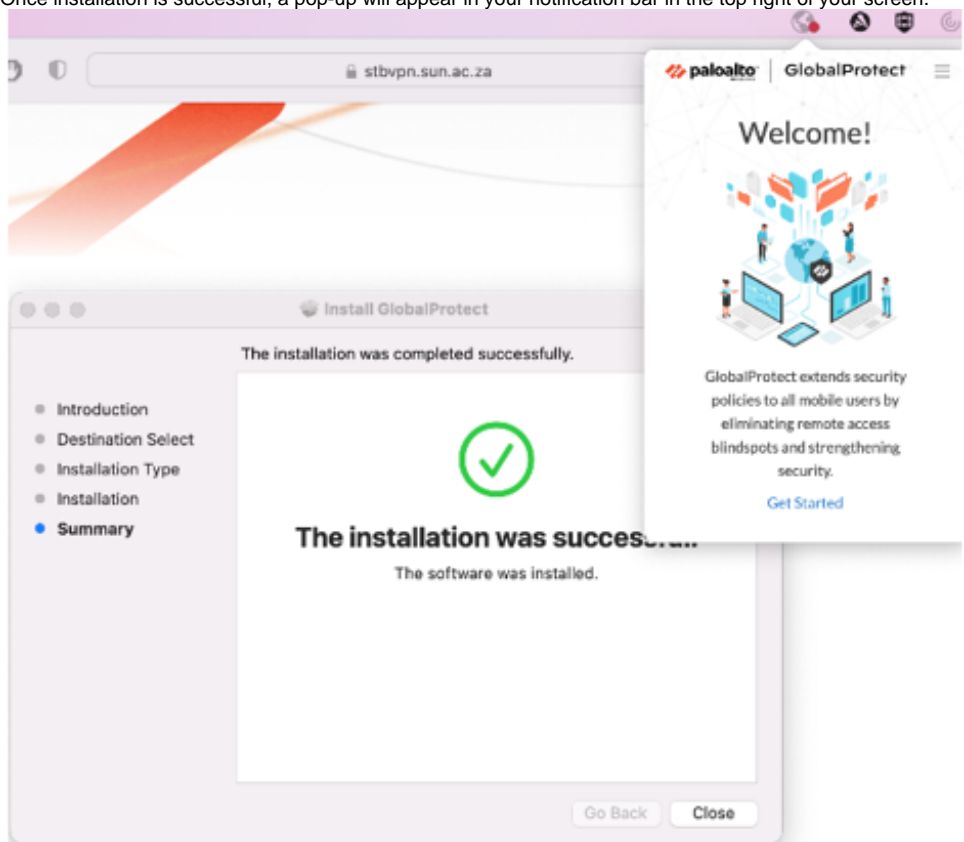 Once installation is successful, a pop-up will appear in your notification bar in the top right of your screen.
stbvpn.sun.ac.za
paloalto GlobalProtect
Welcome!
GlobalProtect extends security
policies to all mobile users by
eliminating remote access
blindspots and strengthening
security.
Get Started
Install GlobalProtect
The installation was completed successfully.
Introduction
Destination Select
Installation Type
Installation
Summary
The installation was
The software was installed.
Go Back Close